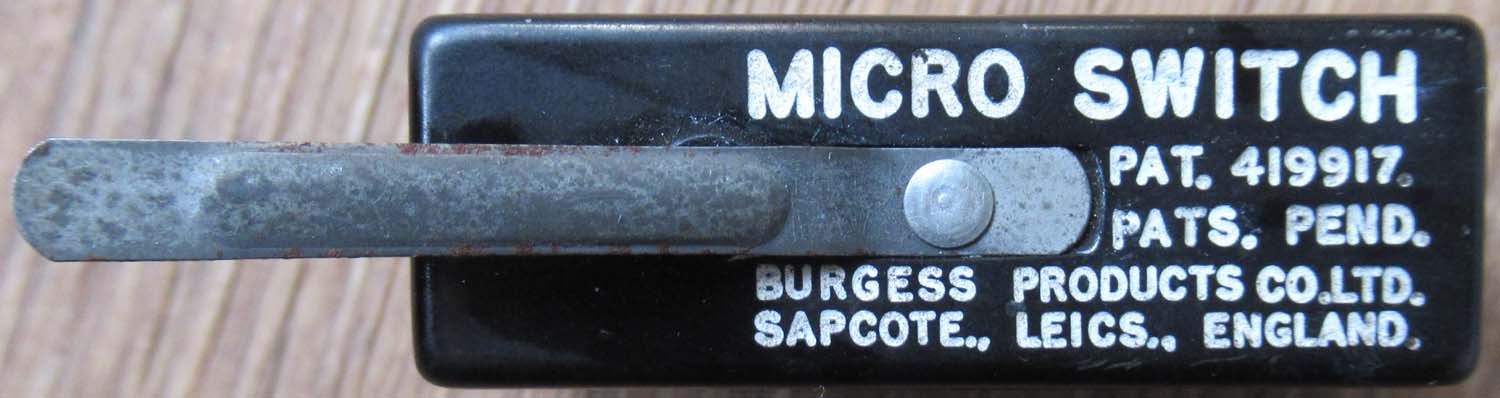 MICRO SWITCH
PAT. 419917.
PATS. PEND.
BURGESS PRODUCTS CO.LTD.
SAPCOTE., LEICS., ENGLAND.